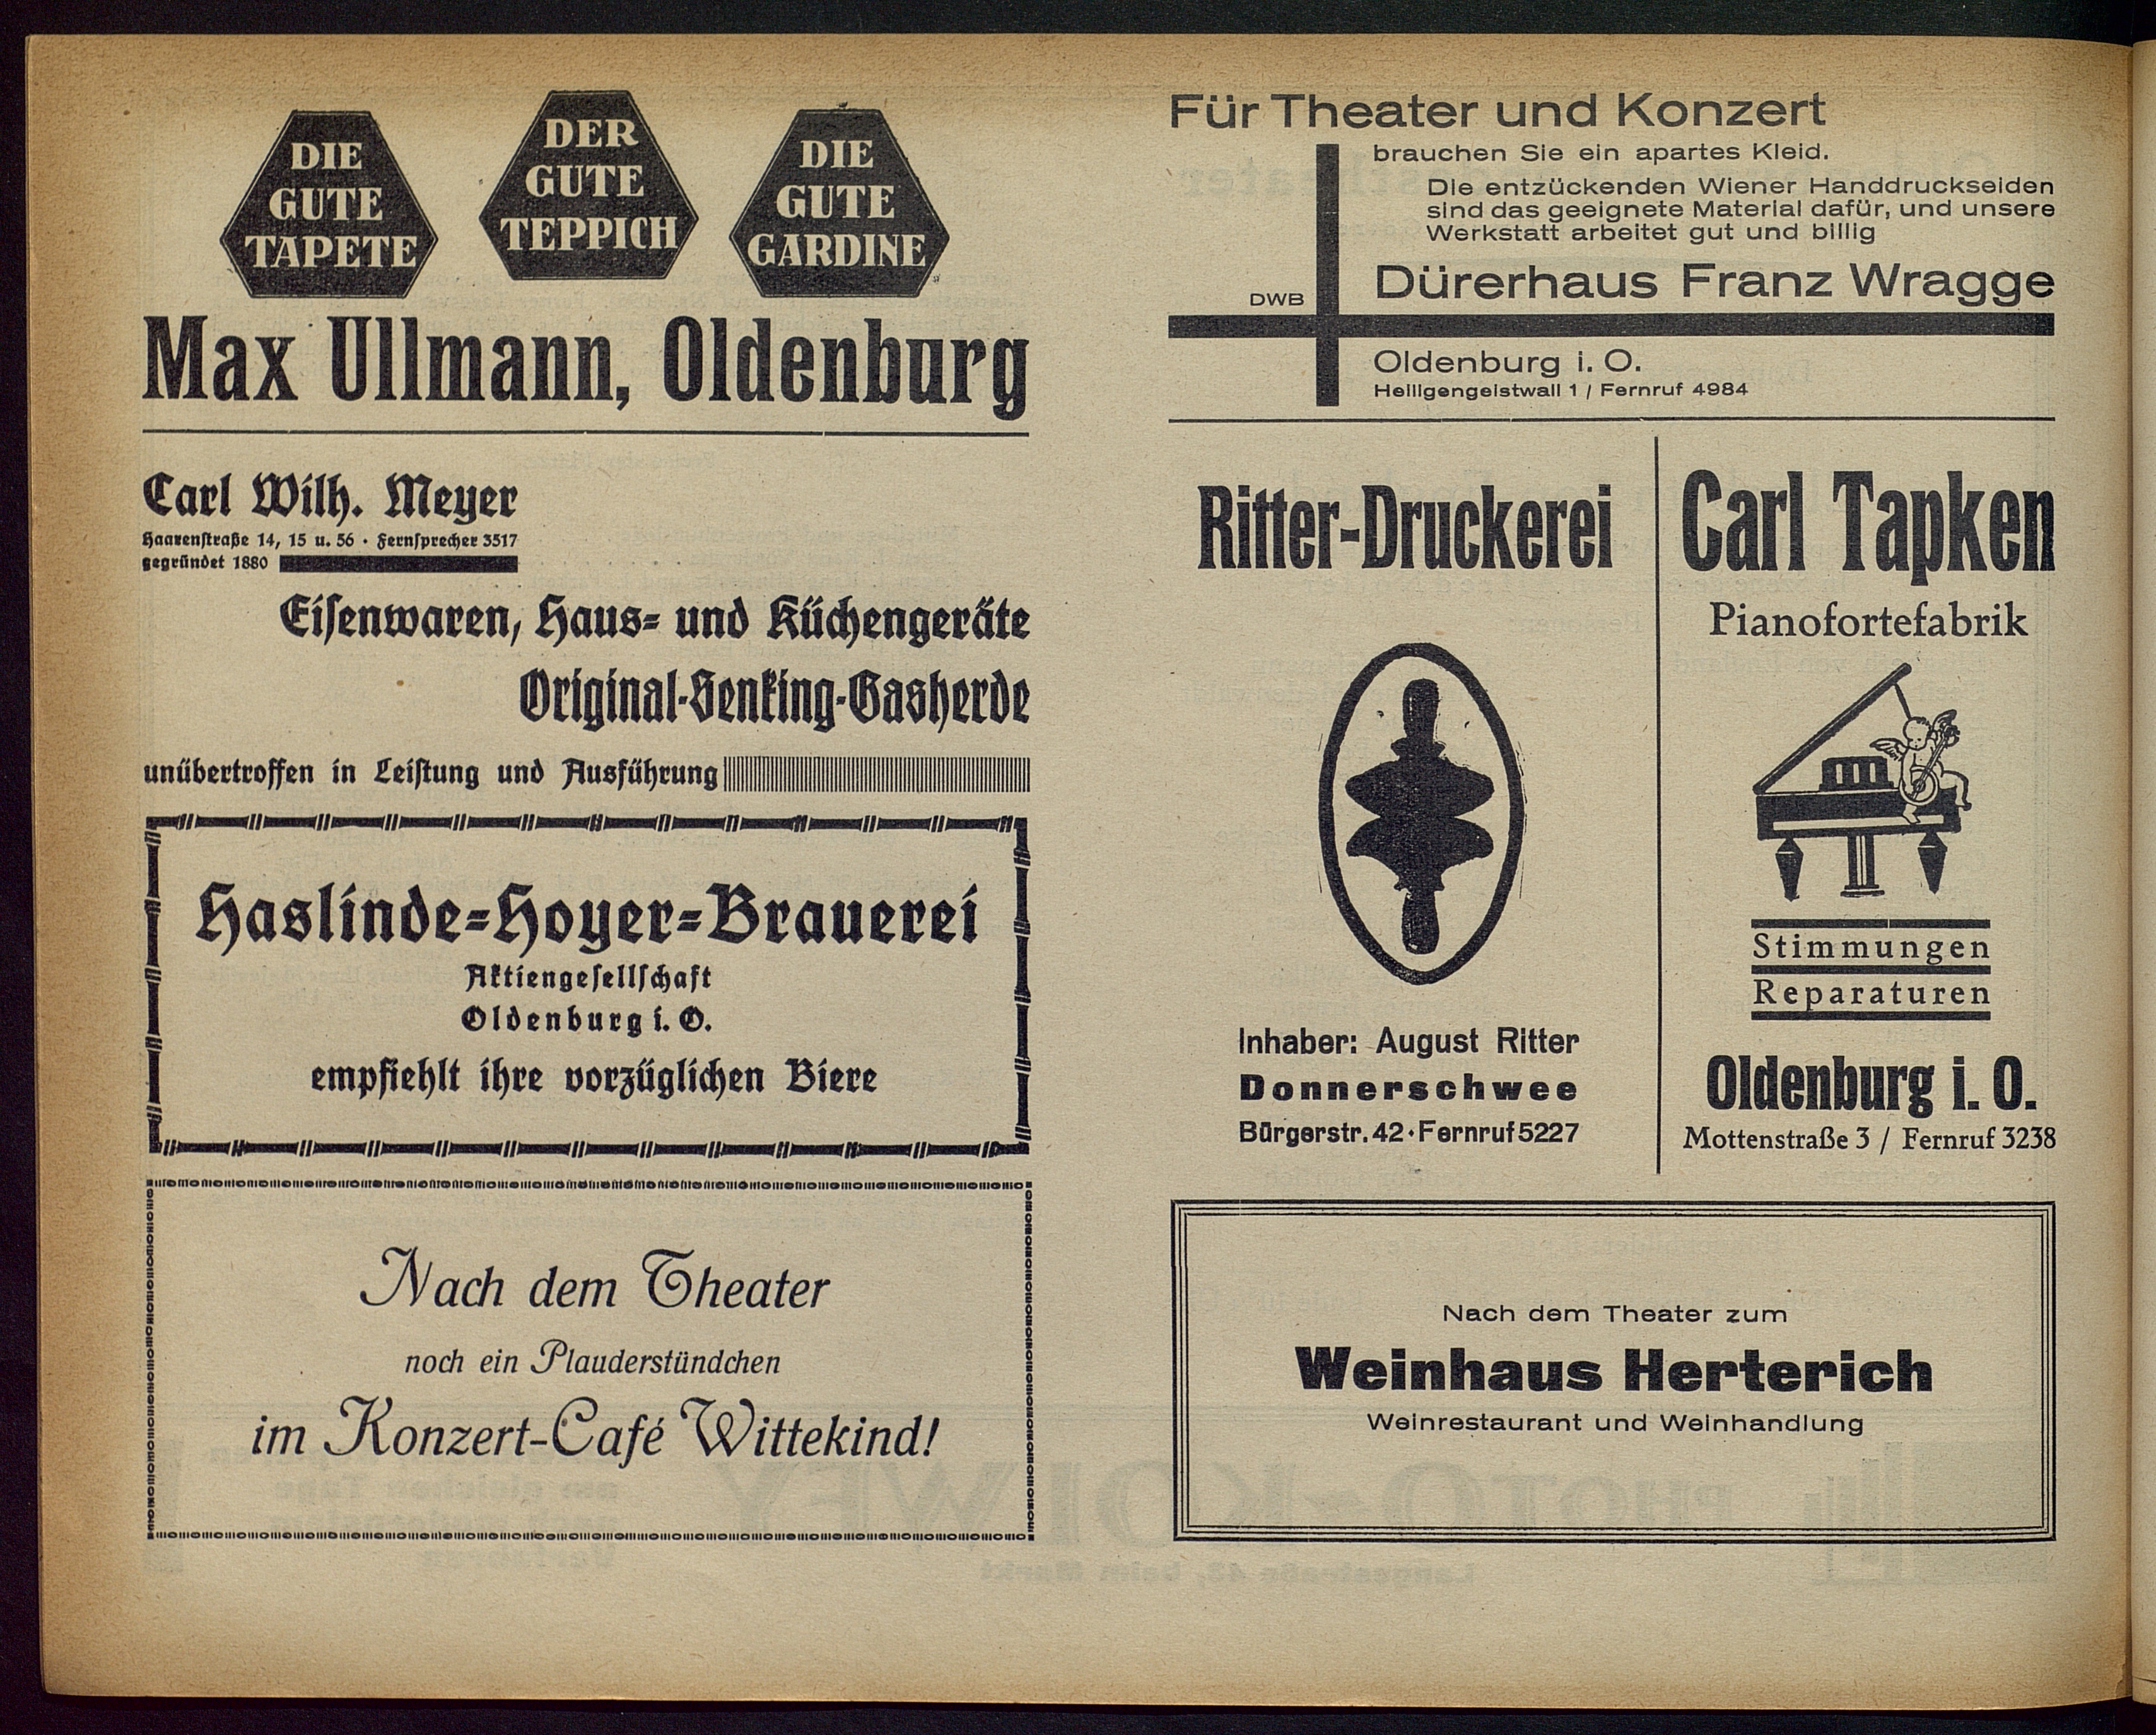 DIE
GUTE
TAPETE
DER
GUTE
TEPPICH
DIE
GUTE
GARDINE
Max Ullmann, Oldenburg
Carl Wilh. Meyer
Haarenſtraße 14, 15 u. 56 · Fernſprecher 3517
gegründet 1880
Eiſenwaren, Haus- und Küchengeräte
Original-Senking-Gasherde
unübertroffen in Leiſtung und Ausführung
Haslinde-Hoyer-Brauerei
Aktiengeſellſchaft
Oldenburg i. O.
empfiehlt ihre vorzüglichen Biere
Nach dem Theater
noch ein Plauderstündchen
im Konzert-Café Wittekind!
Für Theater und Konzert
brauchen Sie ein apartes Kleid.
Die entzückenden Wiener Handdruckseiden
sind das geeignete Material dafür, und unsere
Werkstatt arbeitet gut und billig
Dürerhaus Franz Wragge
DWB
Oldenburg i. O.
Heiligengeistwall 1 / Fernruf 4984
Ritter-Druckerei
Inhaber: August Ritter
Donnerschwee
Bürgerstr. 42 · Fernruf 5227
Carl Tapken
Pianofortefabrik
Stimmungen
Reparaturen
Oldenburg i. O.
Mottenstraße 3 / Fernruf 3238
Nach dem Theater zum
Weinhaus Herterich
Weinrestaurant und Weinhandlung